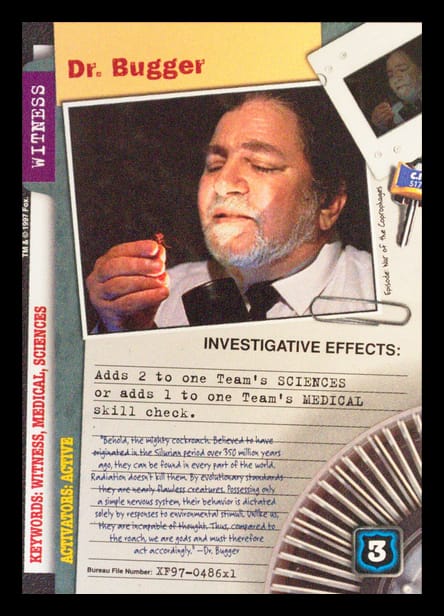 Dr. Bugger
WITNESS
TM & © 1997 Fox.
C.I.
517
Episode: War of the Coprophages
INVESTIGATIVE EFFECTS:
Adds 2 to one Team's SCIENCES
or adds 1 to one Team's MEDICAL
skill check.
KEYWORDS: WITNESS, MEDICAL, SCIENCES
ACTIVATORS: ACTIVE
"Behold, the mighty cockroach. Believed to have
originated in the Silurian period over 350 million years
ago, they can be found in every part of the world.
Radiation doesn't kill them. By evolutionary standards
they are nearly flawless creatures. Possessing only
a simple nervous system, their behavior is dictated
solely by responses to environmental stimuli. Unlike us,
they are incapable of thought. Thus, compared to
the roach, we are gods and must therefore
act accordingly." —Dr. Bugger
3
Bureau File Number: XF97-0486x1